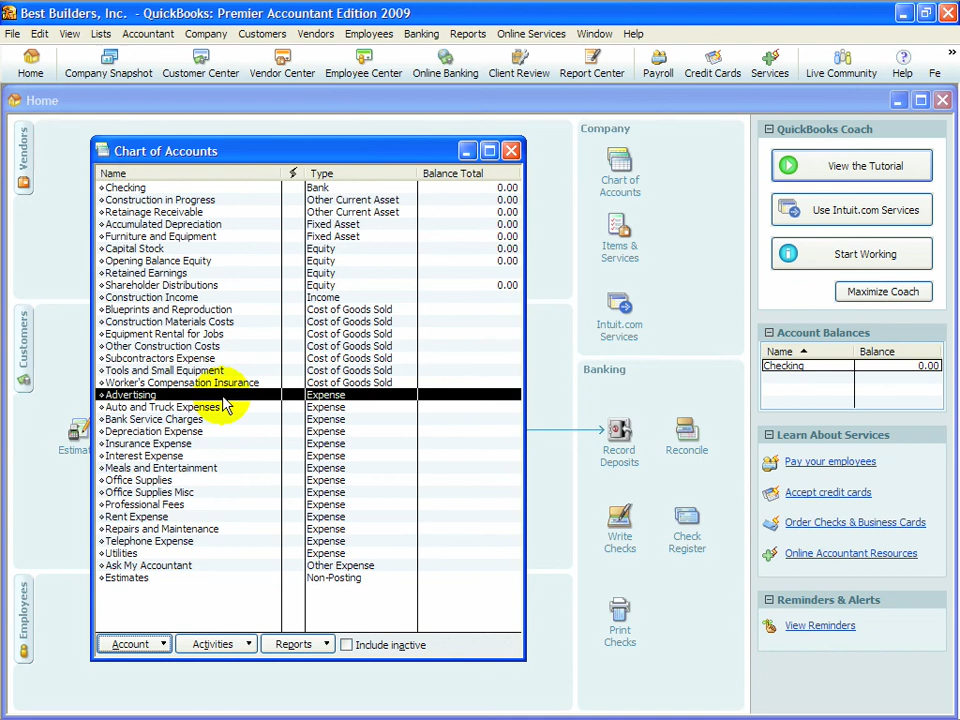 Best Builders, Inc. - QuickBooks: Premier Accountant Edition 2009
File Edit View Lists Accountant Company Customers Vendors Employees Banking Reports Online Services Window Help
Home Company Snapshot Customer Center Vendor Center Employee Center Online Banking Client Review Report Center Payroll Credit Cards Services Live Community Help Fe
Home
Vendors
Customers
Employees
Estimat
Chart of Accounts
Name Type Balance Total
Checking Bank 0.00
Construction in Progress Other Current Asset 0.00
Retainage Receivable Other Current Asset 0.00
Accumulated Depreciation Fixed Asset 0.00
Furniture and Equipment Fixed Asset 0.00
Capital Stock Equity 0.00
Opening Balance Equity Equity 0.00
Retained Earnings Equity
Shareholder Distributions Equity 0.00
Construction Income Income
Blueprints and Reproduction Cost of Goods Sold
Construction Materials Costs Cost of Goods Sold
Equipment Rental for Jobs Cost of Goods Sold
Other Construction Costs Cost of Goods Sold
Subcontractors Expense Cost of Goods Sold
Tools and Small Equipment Cost of Goods Sold
Worker's Compensation Insurance Cost of Goods Sold
Advertising Expense
Auto and Truck Expenses Expense
Bank Service Charges Expense
Depreciation Expense Expense
Insurance Expense Expense
Interest Expense Expense
Meals and Entertainment Expense
Office Supplies Expense
Office Supplies Misc Expense
Professional Fees Expense
Rent Expense Expense
Repairs and Maintenance Expense
Telephone Expense Expense
Utilities Expense
Ask My Accountant Other Expense
Estimates Non-Posting
Account Activities Reports Include inactive
Company
Chart of
Accounts
Items &
Services
Intuit.com
Services
Banking
Record
Deposits
Reconcile
Write
Checks
Check
Register
Print
Checks
QuickBooks Coach
View the Tutorial
Use Intuit.com Services
Start Working
Maximize Coach
Account Balances
Name Balance
Checking 0.00
Learn About Services
Pay your employees
Accept credit cards
Order Checks & Business Cards
Online Accountant Resources
Reminders & Alerts
View Reminders